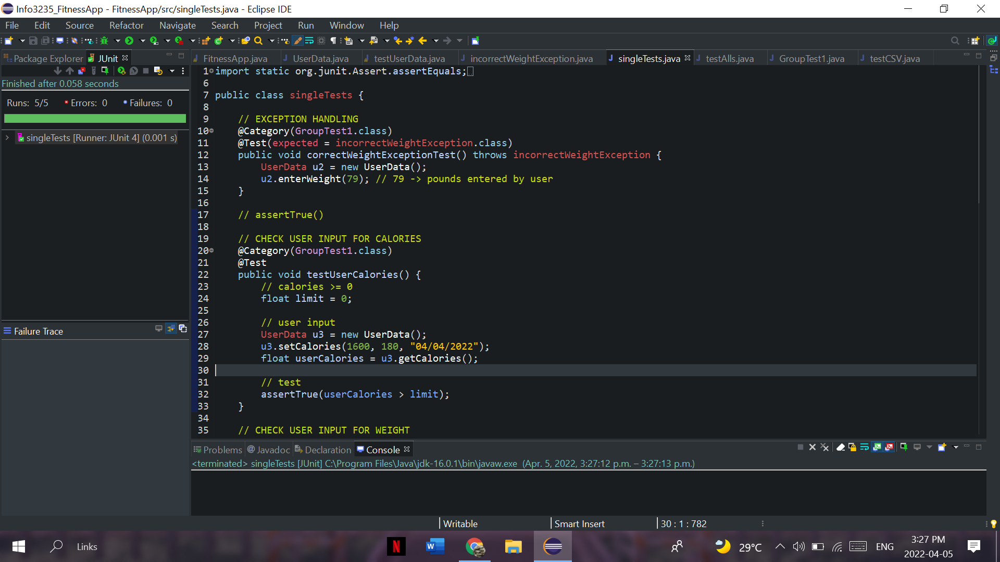 Info3235_FitnessApp - FitnessApp/src/singleTests.java - Eclipse IDE
File Edit Source Refactor Navigate Search Project Run Window Help
Package Explorer JUnit
FitnessApp.java UserData.java testUserData.java incorrectWeightException.java singleTests.java testAlls.java GroupTest1.java testCSV.java
Finished after 0.058 seconds
Runs: 5/5 Errors: 0 Failures: 0
singleTests [Runner: JUnit 4] (0.001 s)
Failure Trace
1 import static org.junit.Assert.assertEquals;
6
7 public class singleTests {
8
9 // EXCEPTION HANDLING
10 @Category(GroupTest1.class)
11 @Test(expected = incorrectWeightException.class)
12 public void correctWeightExceptionTest() throws incorrectWeightException {
13 UserData u2 = new UserData();
14 u2.enterWeight(79); // 79 -> pounds entered by user
15 }
16
17 // assertTrue()
18
19 // CHECK USER INPUT FOR CALORIES
20 @Category(GroupTest1.class)
21 @Test
22 public void testUserCalories() {
23 // calories >= 0
24 float limit = 0;
25
26 // user input
27 UserData u3 = new UserData();
28 u3.setCalories(1600, 180, "04/04/2022");
29 float userCalories = u3.getCalories();
30
31 // test
32 assertTrue(userCalories > limit);
33 }
34
35 // CHECK USER INPUT FOR WEIGHT
Problems Javadoc Declaration Console
<terminated> singleTests [JUnit] C:\Program Files\Java\jdk-16.0.1\bin\javaw.exe (Apr. 5, 2022, 3:27:12 p.m. – 3:27:13 p.m.)
Writable Smart Insert 30 : 1 : 782
Links
29°C ENG
3:27 PM
2022-04-05